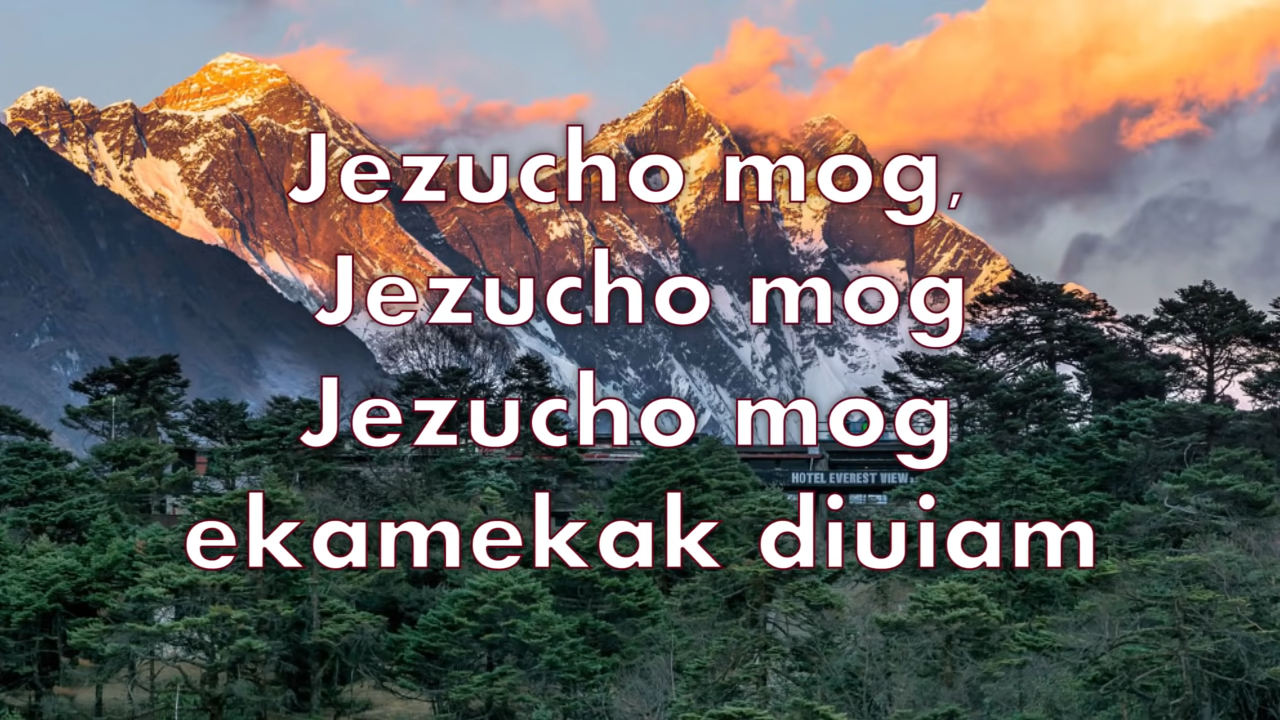 Jezucho mog,
Jezucho mog
Jezucho mog
HOTEL EVEREST VIEW
ekamekak diuiam